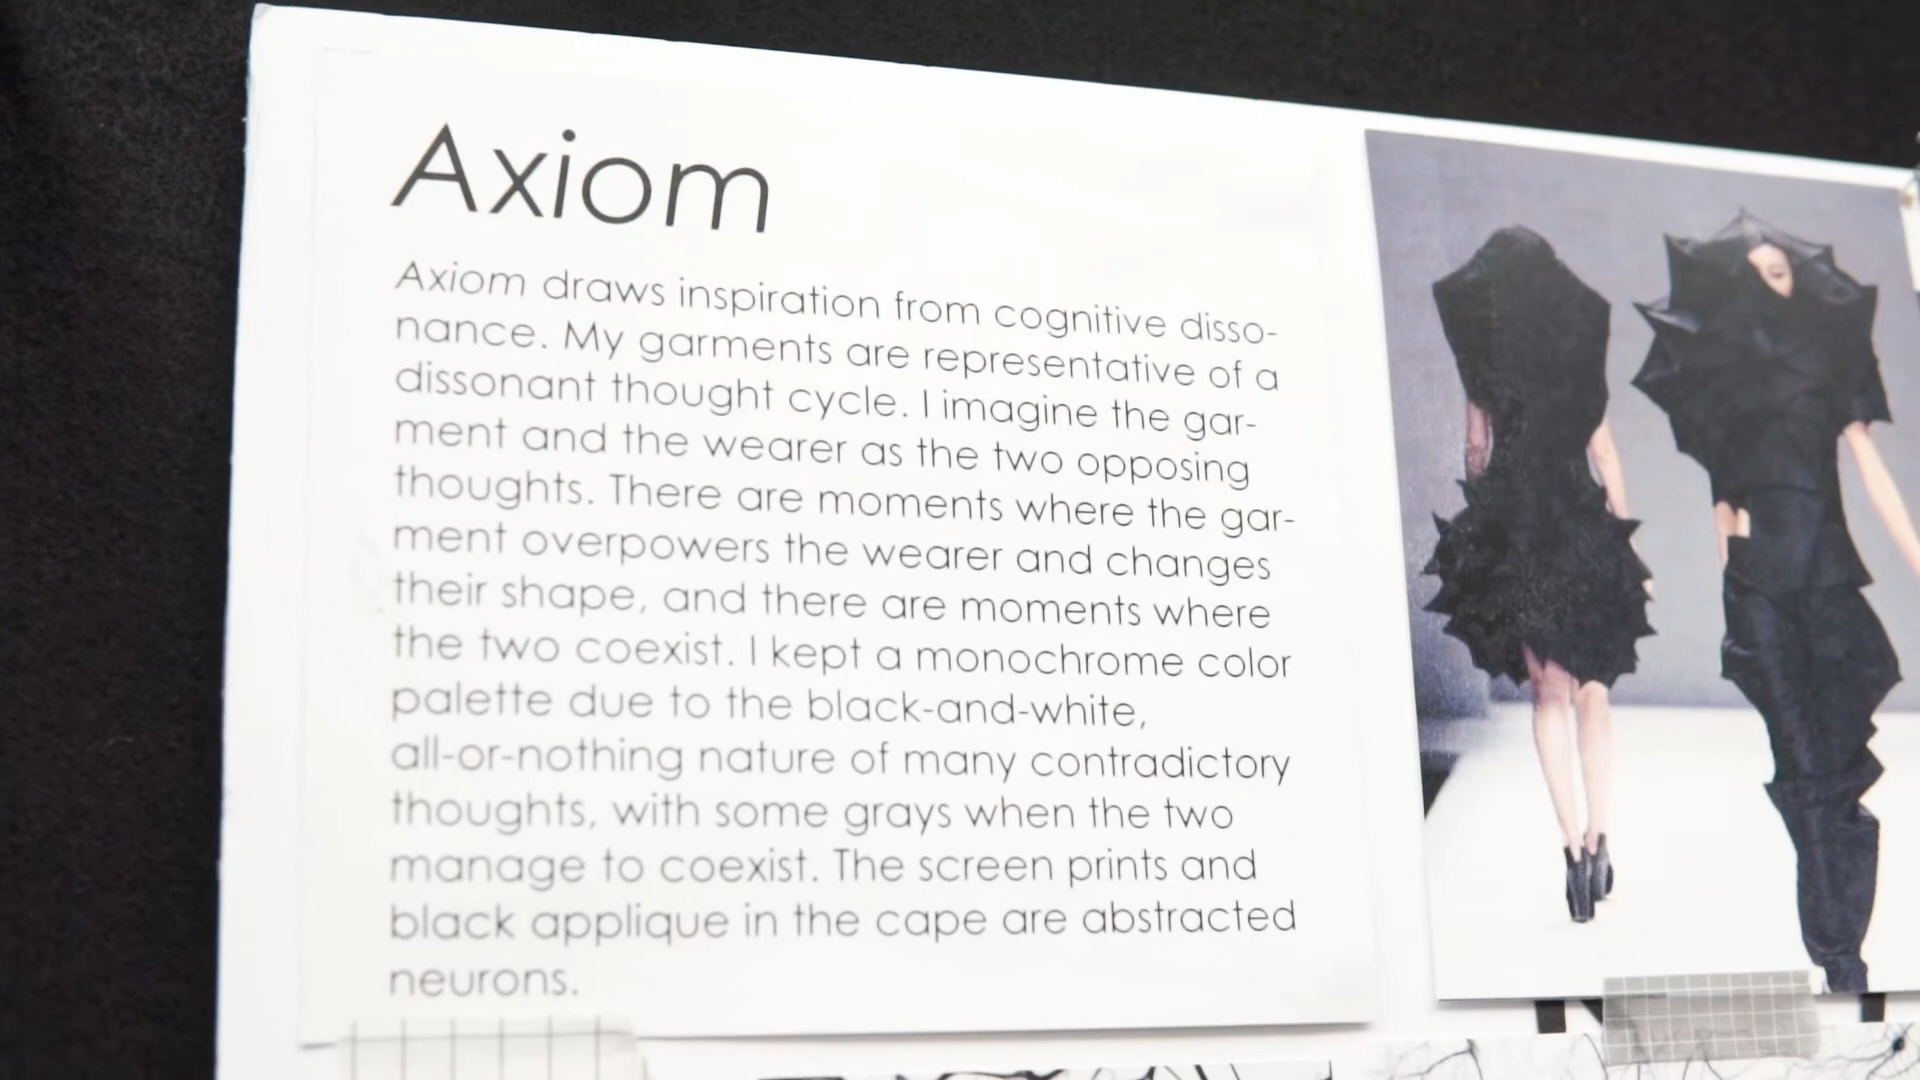 Axiom
Axiom draws inspiration from cognitive disso-
nance. My garments are representative of a
dissonant thought cycle. I imagine the gar-
ment and the wearer as the two opposing
thoughts. There are moments where the gar-
ment overpowers the wearer and changes
their shape, and there are moments where
the two coexist. I kept a monochrome color
palette due to the black-and-white,
all-or-nothing nature of many contradictory
thoughts, with some grays when the two
manage to coexist. The screen prints and
black applique in the cape are abstracted
neurons.